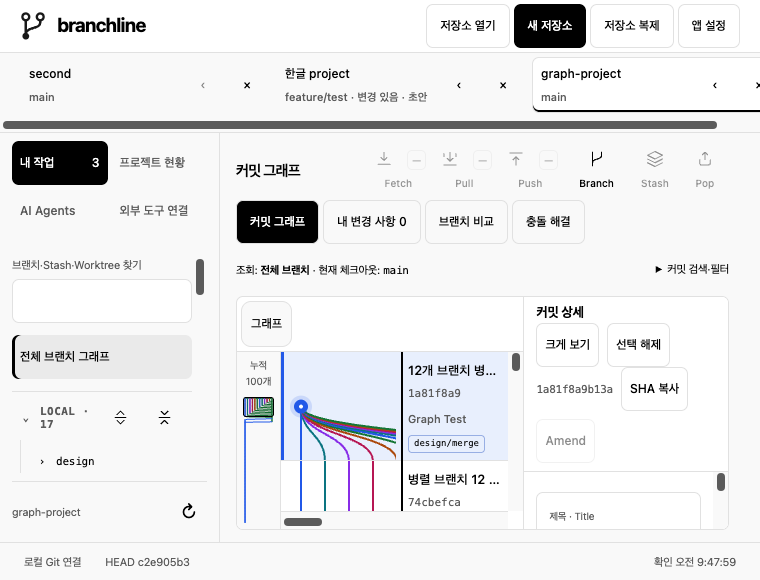 branchline
저장소 열기
새 저장소
저장소 복제
앱 설정
second
main
한글 project
feature/test · 변경 있음 · 초안
graph-project
main
내 작업 3
프로젝트 현황
AI Agents
외부 도구 연결
브랜치·Stash·Worktree 찾기
전체 브랜치 그래프
LOCAL ·
17
design
graph-project
커밋 그래프
Fetch
Pull
Push
Branch
Stash
Pop
커밋 그래프
내 변경 사항 0
브랜치 비교
충돌 해결
조회: 전체 브랜치 · 현재 체크아웃: main
▶ 커밋 검색·필터
그래프
누적
100개
12개 브랜치 병...
1a81f8a9
Graph Test
design/merge
병렬 브랜치 12 ...
74cbefca
커밋 상세
크게 보기
선택 해제
1a81f8a9b13a
SHA 복사
Amend
제목 · Title
로컬 Git 연결
HEAD c2e905b3
확인 오전 9:47:59